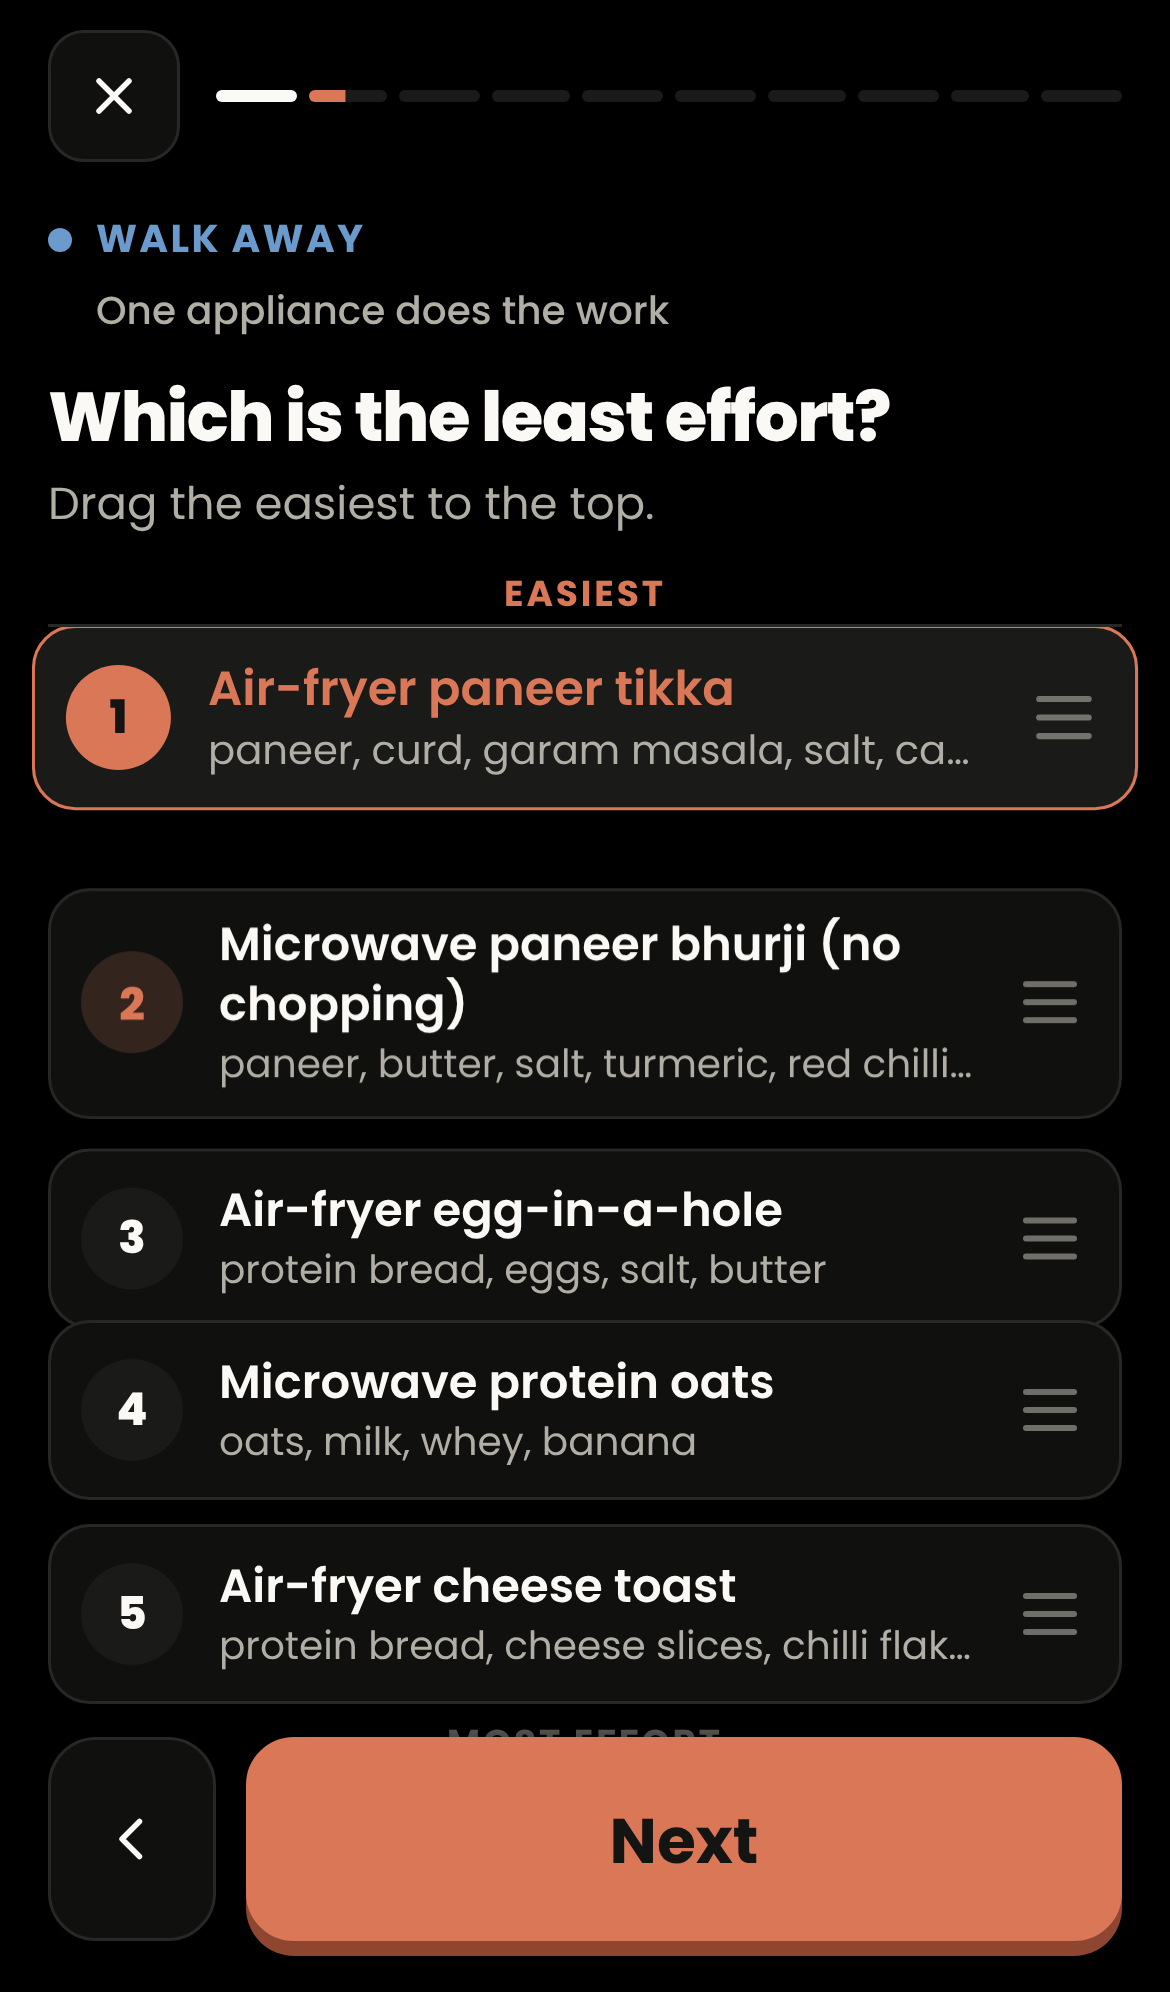 WALK AWAY
One appliance does the work
Which is the least effort?
Drag the easiest to the top.
EASIEST
1
Air-fryer paneer tikka
paneer, curd, garam masala, salt, ca...
2
Microwave paneer bhurji (no
chopping)
paneer, butter, salt, turmeric, red chilli...
3
Air-fryer egg-in-a-hole
protein bread, eggs, salt, butter
4
Microwave protein oats
oats, milk, whey, banana
5
Air-fryer cheese toast
protein bread, cheese slices, chilli flak...
MOST EFFORT
Next